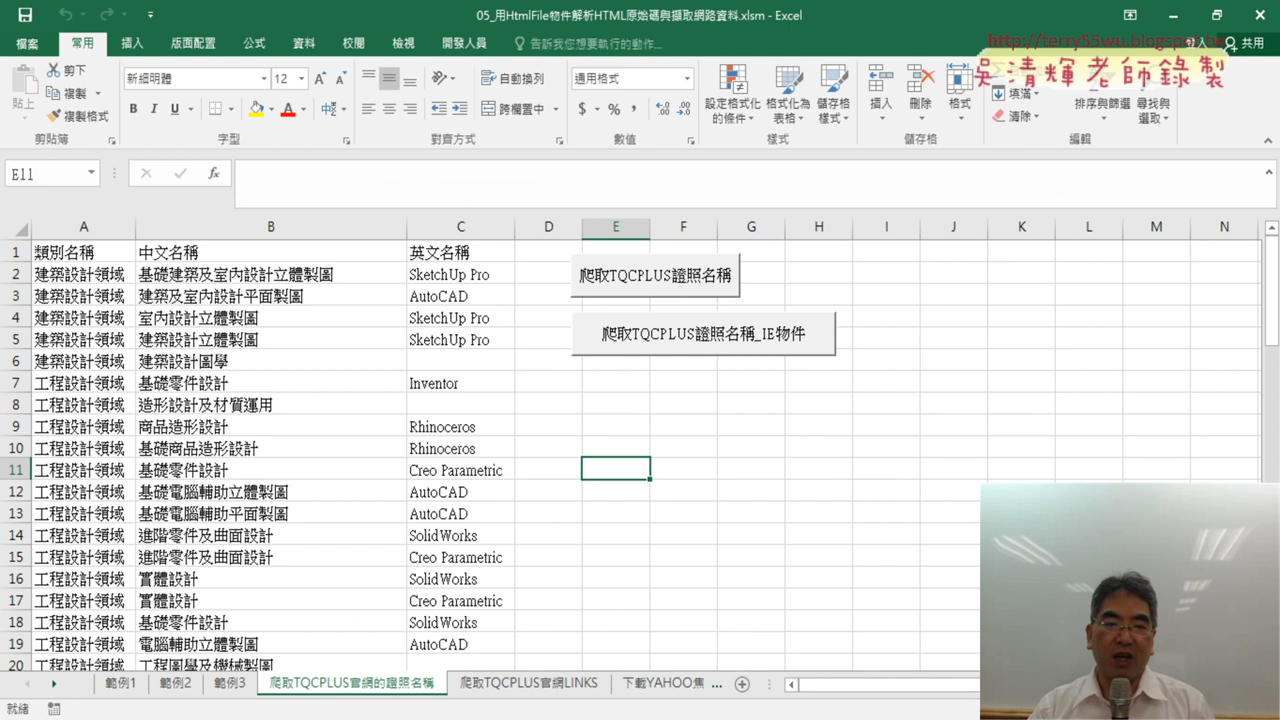 05_用HtmlFile物件解析HTML原始碼與擷取網路資料.xlsm - Excel
檔案 常用 插入 版面配置 公式 資料 校閱 檢視 開發人員 告訴我您想要執行的動作... 登入 共用
http://terry55wu.blogspot.tw
吳清輝老師錄製
貼上 剪下 複製 複製格式 剪貼簿
新細明體 12 B I U 字型
自動換列 跨欄置中 對齊方式
通用格式 $ % , 數值
設定格式化的條件 格式化為表格 儲存格樣式 樣式
插入 刪除 格式 儲存格
填滿 清除 排序與篩選 尋找與選取 編輯
E11 fx
A B C D E F G H I J K L M N
1 類別名稱 中文名稱 英文名稱
2 建築設計領域 基礎建築及室內設計立體製圖 SketchUp Pro
爬取TQCPLUS證照名稱
3 建築設計領域 建築及室內設計平面製圖 AutoCAD
4 建築設計領域 室內設計立體製圖 SketchUp Pro
爬取TQCPLUS證照名稱_IE物件
5 建築設計領域 建築設計立體製圖 SketchUp Pro
6 建築設計領域 建築設計圖學
7 工程設計領域 基礎零件設計 Inventor
8 工程設計領域 造形設計及材質運用
9 工程設計領域 商品造形設計 Rhinoceros
10 工程設計領域 基礎商品造形設計 Rhinoceros
11 工程設計領域 基礎零件設計 Creo Parametric
12 工程設計領域 基礎電腦輔助立體製圖 AutoCAD
13 工程設計領域 基礎電腦輔助平面製圖 AutoCAD
14 工程設計領域 進階零件及曲面設計 SolidWorks
15 工程設計領域 進階零件及曲面設計 Creo Parametric
16 工程設計領域 實體設計 SolidWorks
17 工程設計領域 實體設計 Creo Parametric
18 工程設計領域 基礎零件設計 SolidWorks
19 工程設計領域 電腦輔助立體製圖 AutoCAD
20 工程設計領域 工程圖學及機械製圖
範例1 範例2 範例3 爬取TQCPLUS官網的證照名稱 爬取TQCPLUS官網LINKS 下載YAHOO焦 ...
就緒